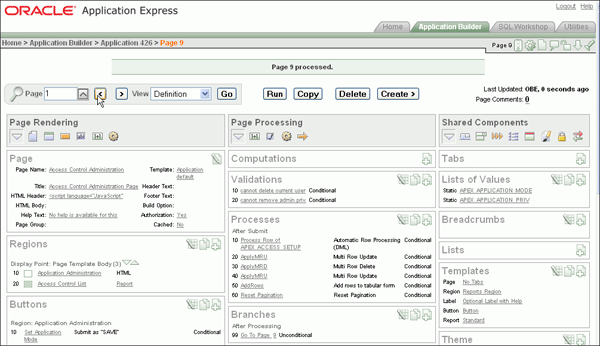 ORACLE Application Express
Logout Help
Home Application Builder SQL Workshop Utilities
Home > Application Builder > Application 426 > Page 9
Page 9
Page 9 processed.
Page 1 < > View Definition Go Run Copy Delete Create >
Last Updated: OBE, 0 seconds ago
Page Comments: 0
Page Rendering
Page
Page Name: Access Control Administration
Template: Application default
Title: Access Control Administration Page
Header Text:
HTML Header: <script language="JavaScript"
Footer Text:
HTML Body:
Build Option:
Help Text: No help is available for this
Authorization: Yes
Page Group:
Cached: No
Regions
Display Point: Page Template Body (3)
10 Application Administration HTML
20 Access Control List Report
Buttons
Region: Application Administration
10 Set Application Mode Submit as "SAVE" Conditional
Page Processing
Computations
Validations
10 cannot delete current user Conditional
20 cannot remove admin priv Conditional
Processes
After Submit
10 Process Row of APEX_ACCESS_SETUP Automatic Row Processing (DML) Conditional
20 ApplyMRU Multi Row Update Conditional
30 ApplyMRD Multi Row Delete Conditional
40 ApplyMRU Multi Row Update Conditional
50 AddRows Add rows to tabular form Conditional
60 Reset Pagination Reset Pagination Conditional
Branches
After Processing
99 Go To Page 9 Unconditional
Shared Components
Tabs
Lists of Values
Static APEX APPLICATION_MODE
Static APEX APPLICATION_PRIV
Breadcrumbs
Lists
Templates
Page No Tabs
Region Reports Region
Label Optional Label with Help
Button Button
Report Standard
Theme